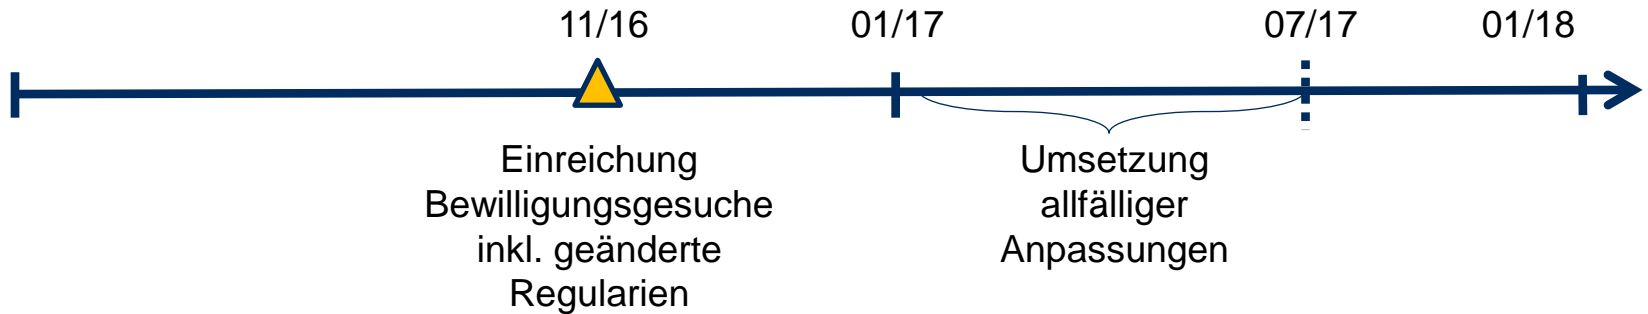 11/16
01/17
07/17
01/18
Einreichung
Bewilligungsgesuche
inkl. geänderte
Regularien
Umsetzung
allfälliger
Anpassungen